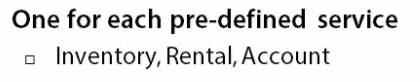 One for each pre-defined service
▫ Inventory, Rental, Account